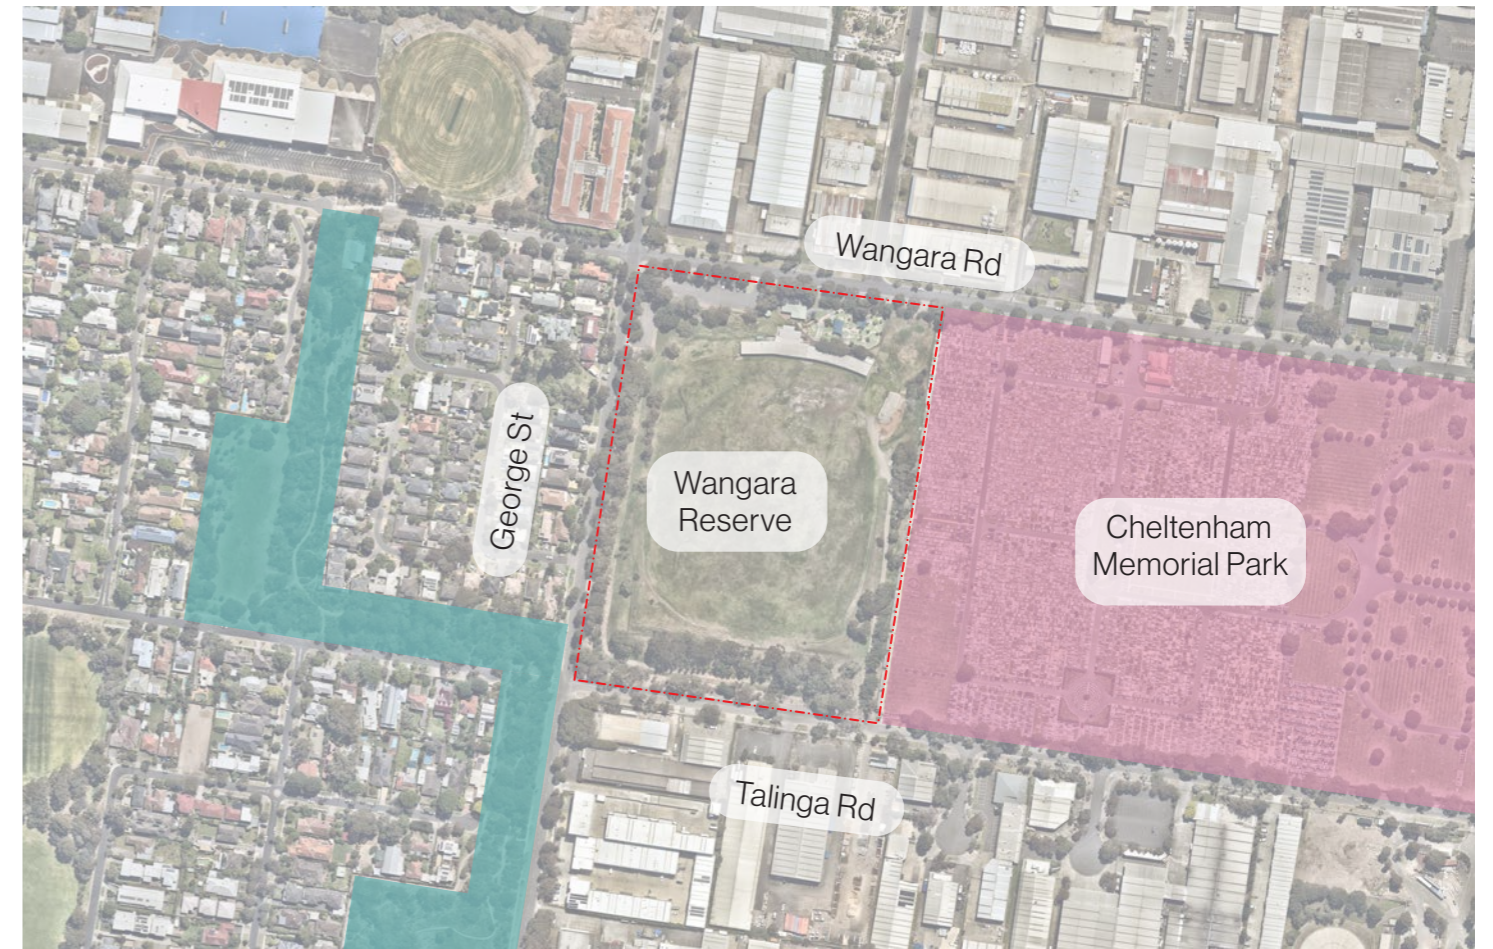 Wangara Rd
George St
Wangara
Reserve
Cheltenham
Memorial Park
Talinga Rd